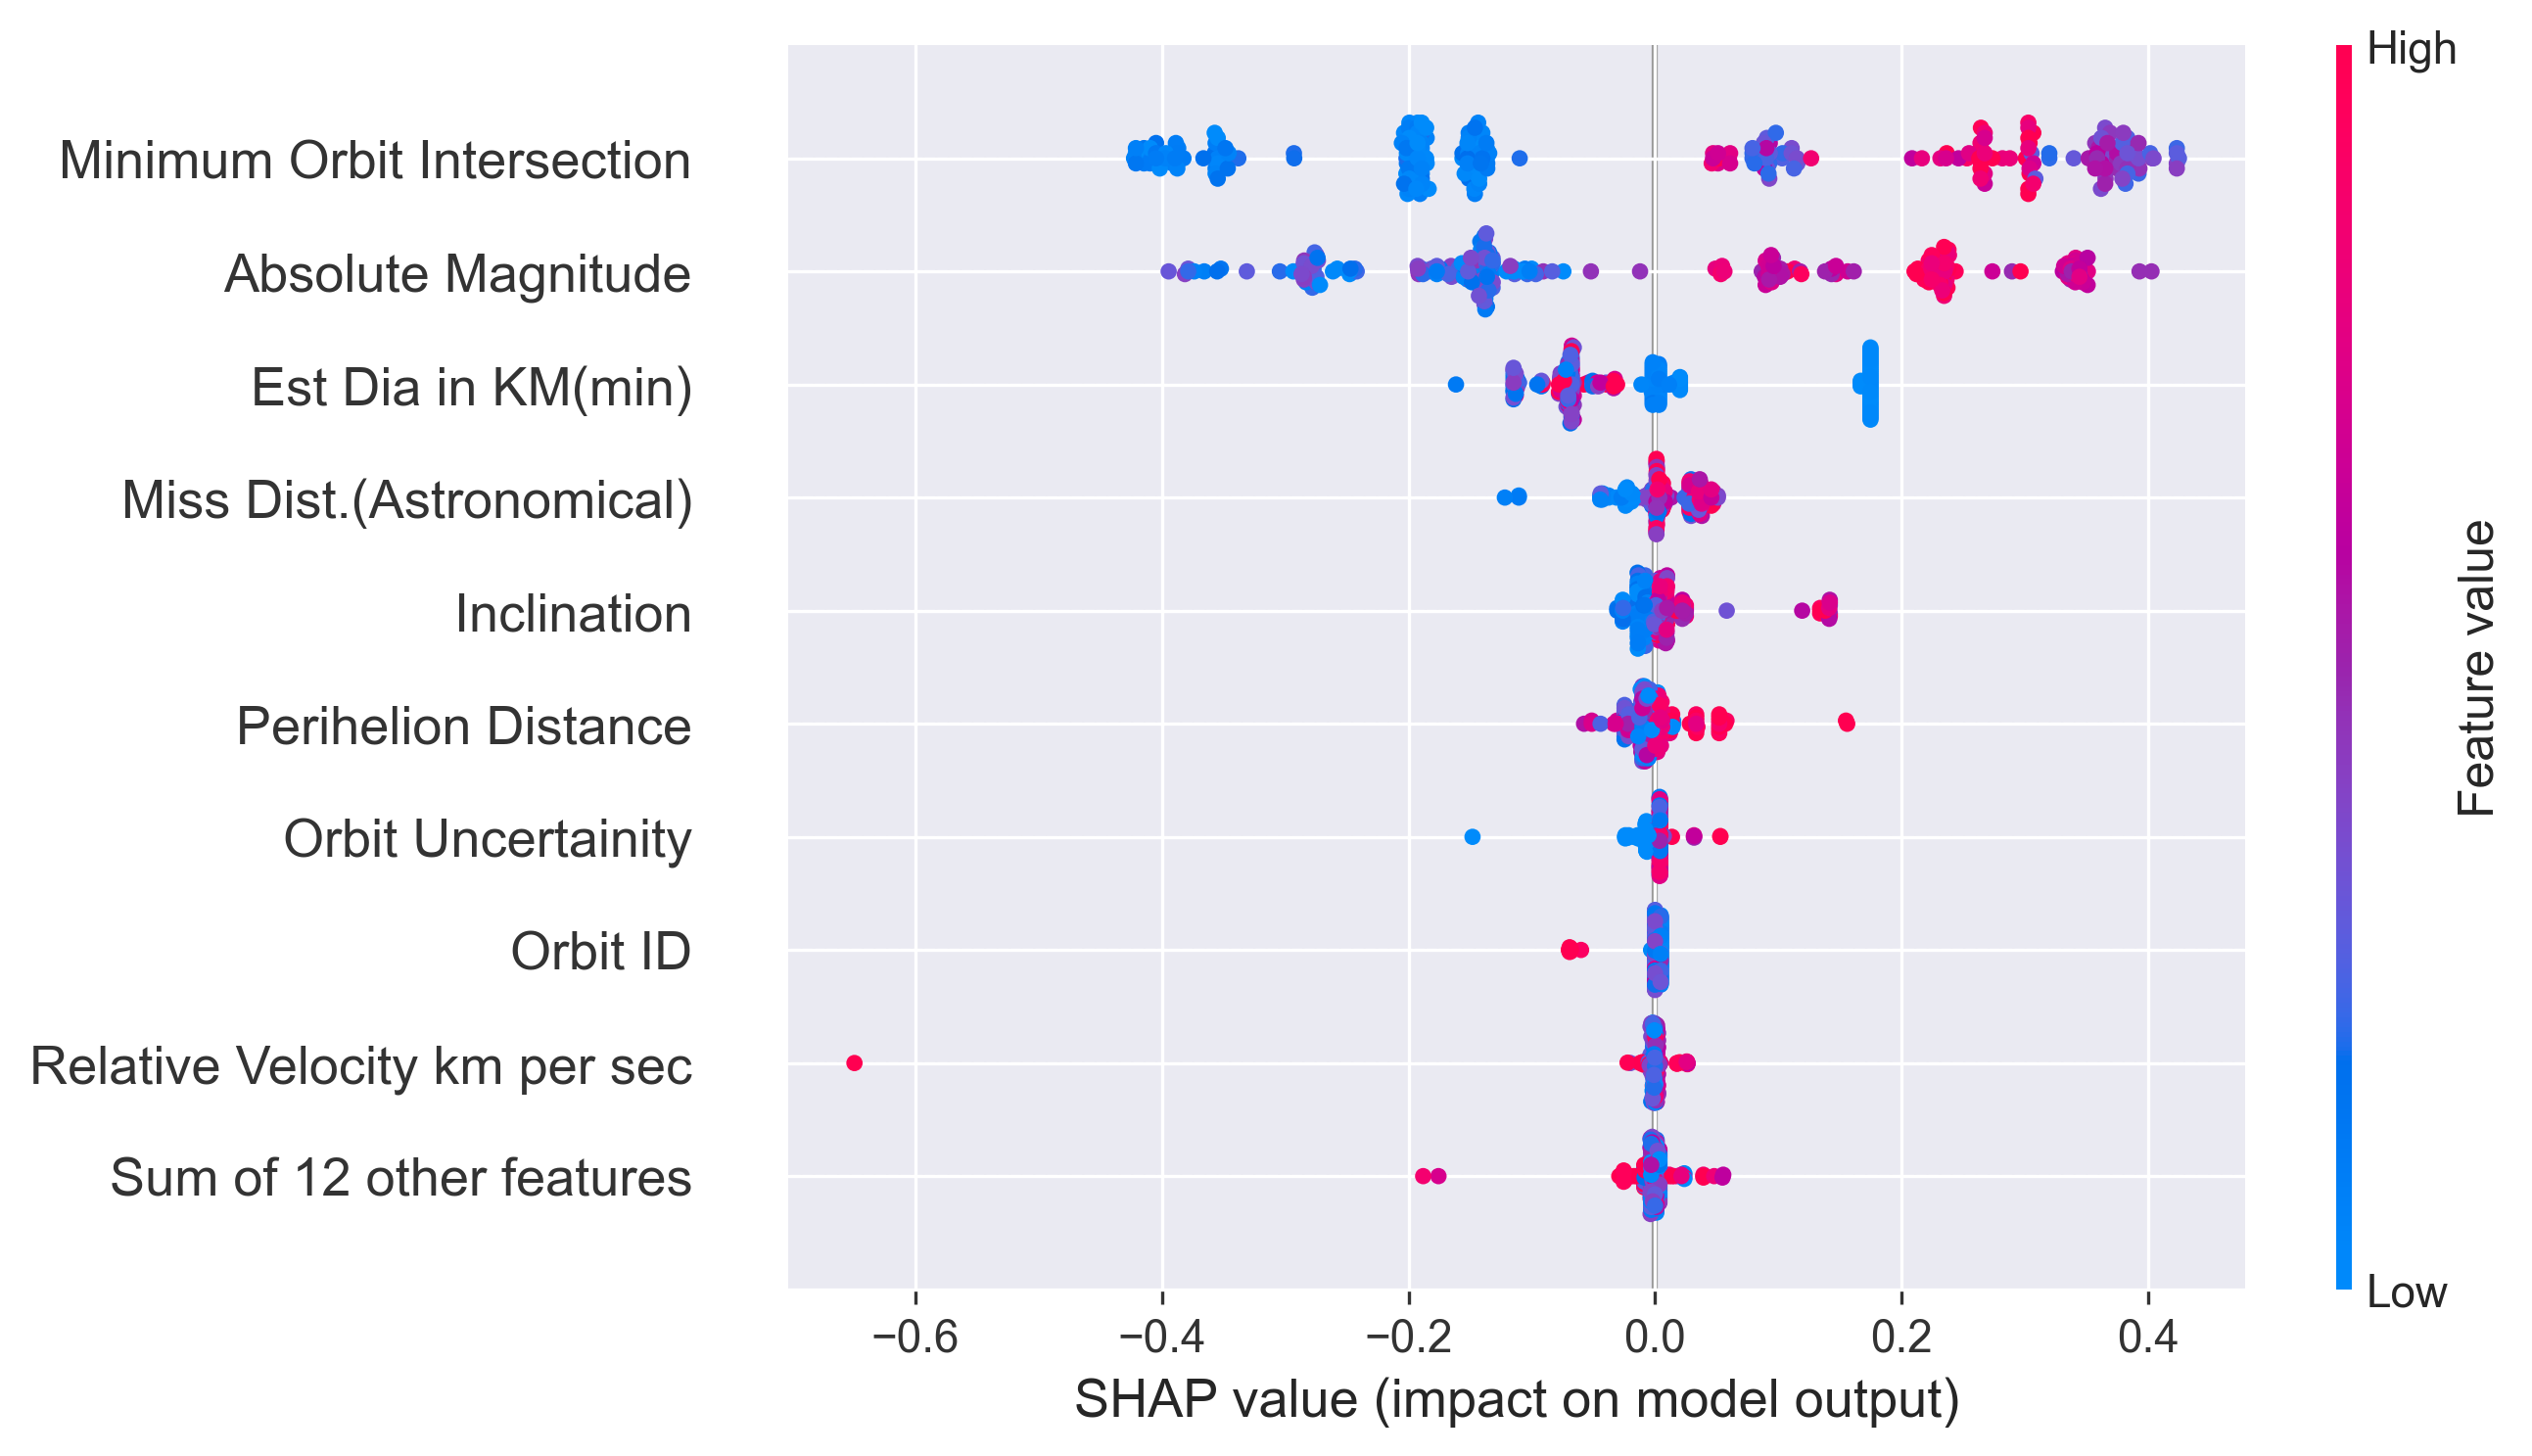 High
Minimum Orbit Intersection
Absolute Magnitude
Est Dia in KM(min)
Miss Dist.(Astronomical)
Inclination
Perihelion Distance
Orbit Uncertainity
Orbit ID
Relative Velocity km per sec
Sum of 12 other features
Feature value
Low
−0.6 −0.4 −0.2 0.0 0.2 0.4
SHAP value (impact on model output)